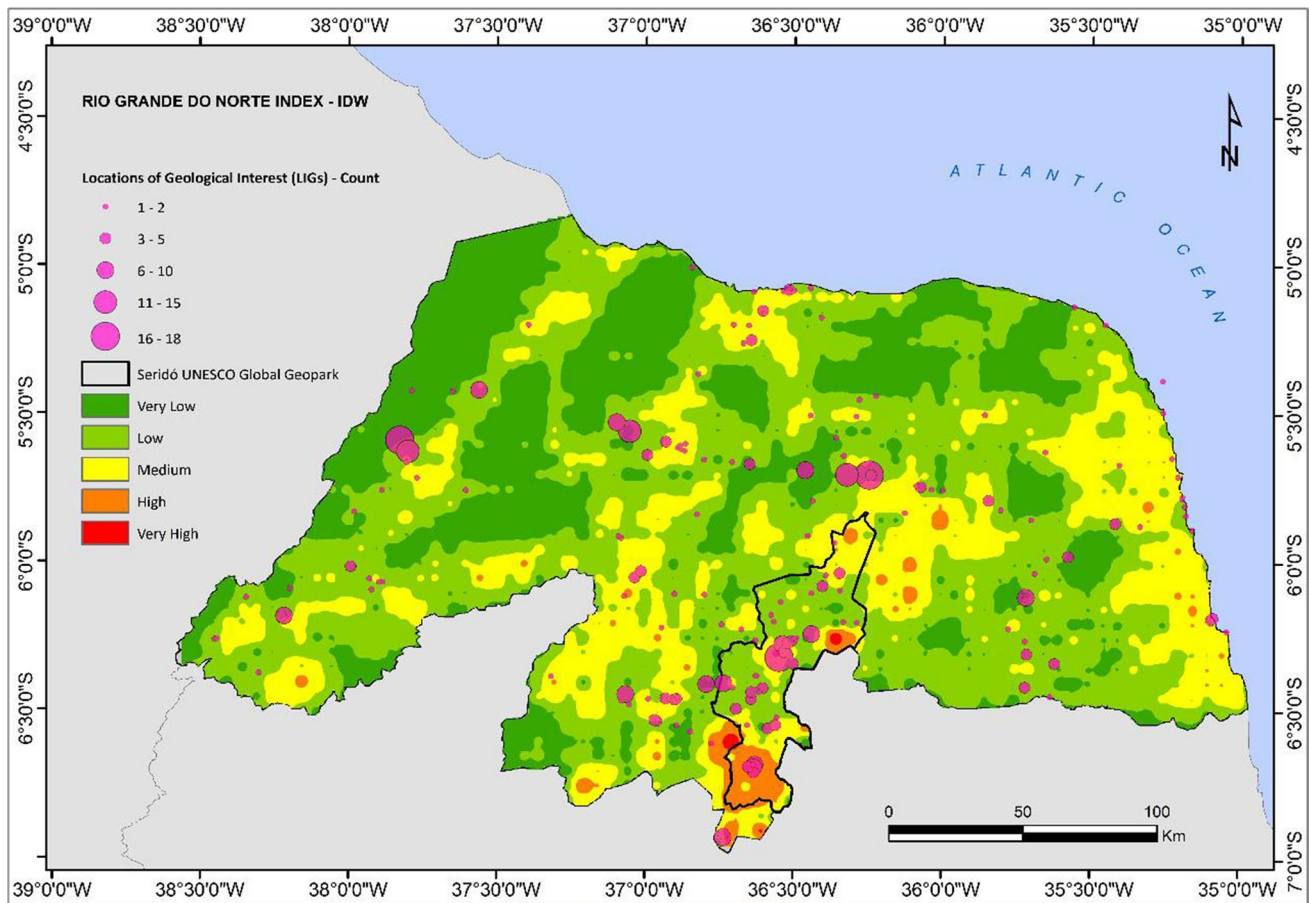 39°0'0"W 38°30'0"W 38°0'0"W 37°30'0"W 37°0'0"W 36°30'0"W 36°0'0"W 35°30'0"W 35°0'0"W
4°30'0"S
5°0'0"S
5°30'0"S
6°0'0"S
6°30'0"S
RIO GRANDE DO NORTE INDEX - IDW
Locations of Geological Interest (LIGs) - Count
1 - 2
3 - 5
6 - 10
11 - 15
16 - 18
Seridó UNESCO Global Geopark
Very Low
Low
Medium
High
Very High
N
ATLANTIC OCEAN
4°30'0"S
5°0'0"S
5°30'0"S
6°0'0"S
6°30'0"S
7°0'0"S
0 50 100
Km
39°0'0"W 38°30'0"W 38°0'0"W 37°30'0"W 37°0'0"W 36°30'0"W 36°0'0"W 35°30'0"W 35°0'0"W